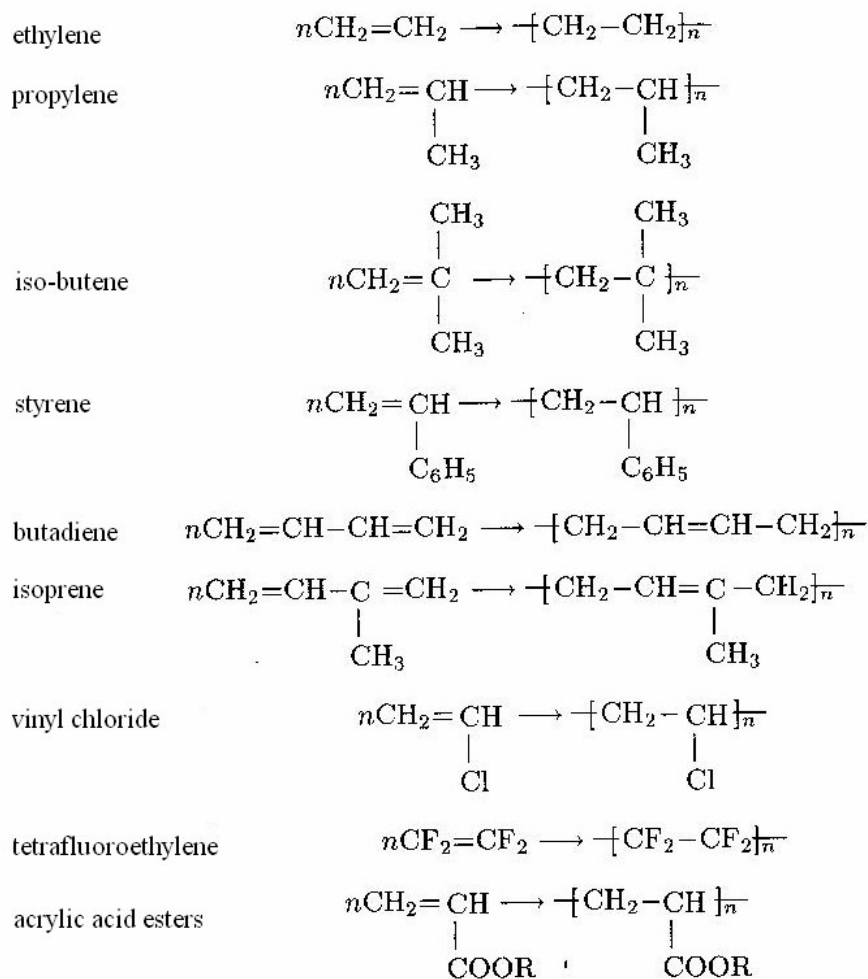 ethylene nCH₂=CH₂ ⟶ –[CH₂–CH₂]ₙ–
propylene nCH₂=CH ⟶ –[CH₂–CH]ₙ–
CH₃ CH₃
CH₃ CH₃
iso-butene nCH₂=C ⟶ –[CH₂–C]ₙ–
CH₃ CH₃
styrene nCH₂=CH ⟶ –[CH₂–CH]ₙ–
C₆H₅ C₆H₅
butadiene nCH₂=CH–CH=CH₂ ⟶ –[CH₂–CH=CH–CH₂]ₙ–
isoprene nCH₂=CH–C=CH₂ ⟶ –[CH₂–CH=C–CH₂]ₙ–
CH₃ CH₃
vinyl chloride nCH₂=CH ⟶ –[CH₂–CH]ₙ–
Cl Cl
tetrafluoroethylene nCF₂=CF₂ ⟶ –[CF₂–CF₂]ₙ–
acrylic acid esters nCH₂=CH ⟶ –[CH₂–CH]ₙ–
COOR COOR